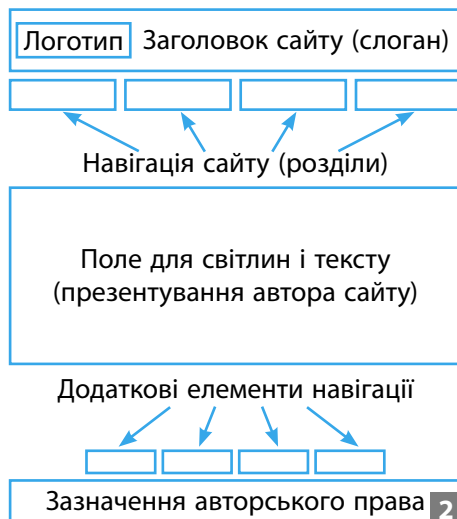 Логотип Заголовок сайту (слоган)
Навігація сайту (розділи)
Поле для світлин і тексту
(презентування автора сайту)
Додаткові елементи навігації
Зазначення авторського права 2